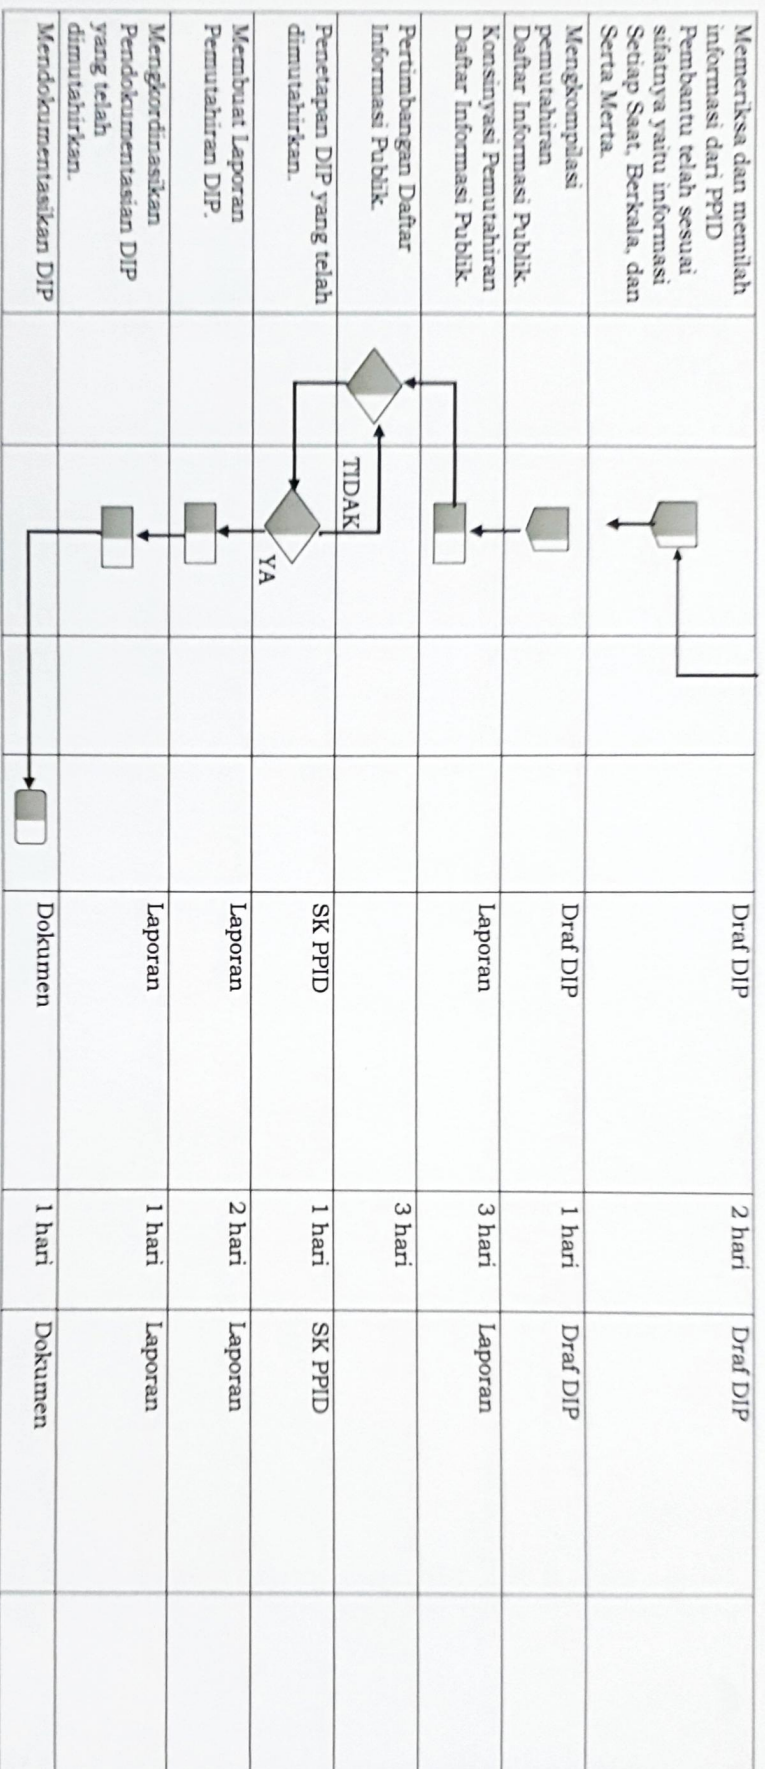 Memeriksa dan memilah
informasi dari PPID
Pembantu telah sesuai
sifatnya yaitu informasi
Setiap Saat, Berkala, dan
Serta Merta.
Draf DIP
2 hari
Draf DIP
Mengkompilasi
pemutahiran
Daftar Informasi Publik.
Draf DIP
1 hari
Draf DIP
Konsinyasi Pemutahiran
Daftar Informasi Publik.
Laporan
3 hari
Laporan
Pertimbangan Daftar
Informasi Publik.
TIDAK
3 hari
Penetapan DIP yang telah
dimutahirkan.
YA
SK PPID
1 hari
SK PPID
Membuat Laporan
Pemutahiran DIP.
Laporan
2 hari
Laporan
Mengkordinasikan
Pendokumentasian DIP
yang telah
dimutahirkan.
Laporan
1 hari
Laporan
Mendokumentasikan DIP
Dokumen
1 hari
Dokumen